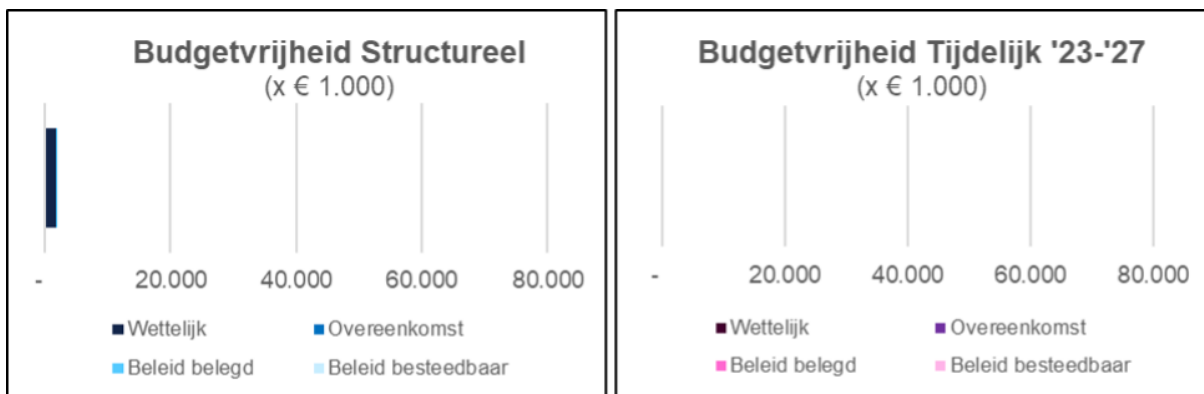 Budgetvrijheid Structureel
(x € 1.000)
-
20.000
40.000
60.000
80.000
Wettelijk
Overeenkomst
Beleid belegd
Beleid besteedbaar
Budgetvrijheid Tijdelijk '23-'27
(x € 1.000)
-
20.000
40.000
60.000
80.000
Wettelijk
Overeenkomst
Beleid belegd
Beleid besteedbaar